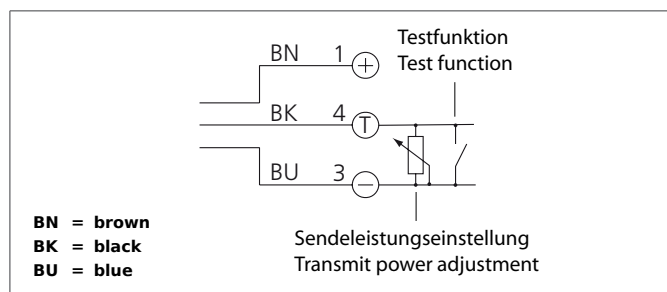 Testfunktion
Test function
BN 1 +
BK 4 T
BU 3 −
BN = brown
BK = black
BU = blue
Sendeleistungseinstellung
Transmit power adjustment